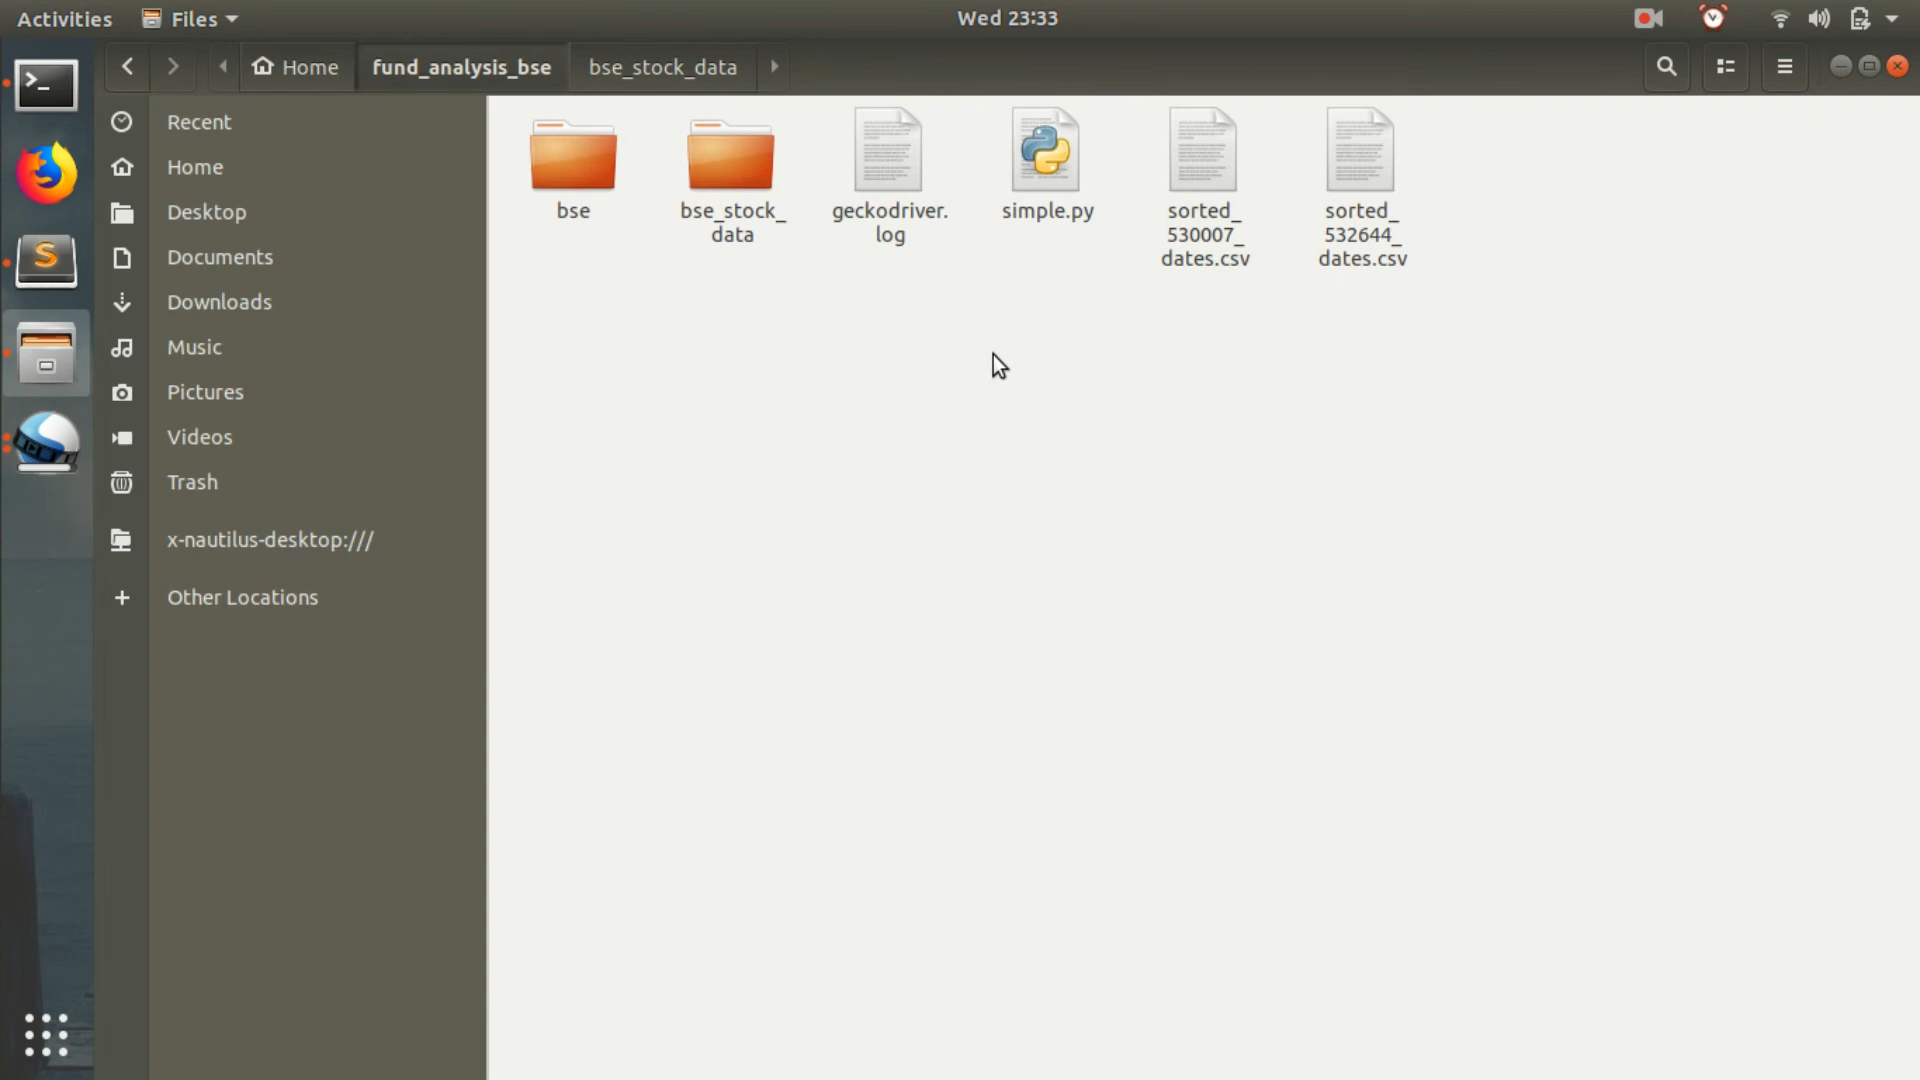 Activities Files Wed 23:33
Home fund_analysis_bse bse_stock_data
Recent
Home
Desktop
Documents
Downloads
Music
Pictures
Videos
Trash
x-nautilus-desktop:///
Other Locations
bse
bse_stock_
data
geckodriver.
log
simple.py
sorted_
530007_
dates.csv
sorted_
532644_
dates.csv